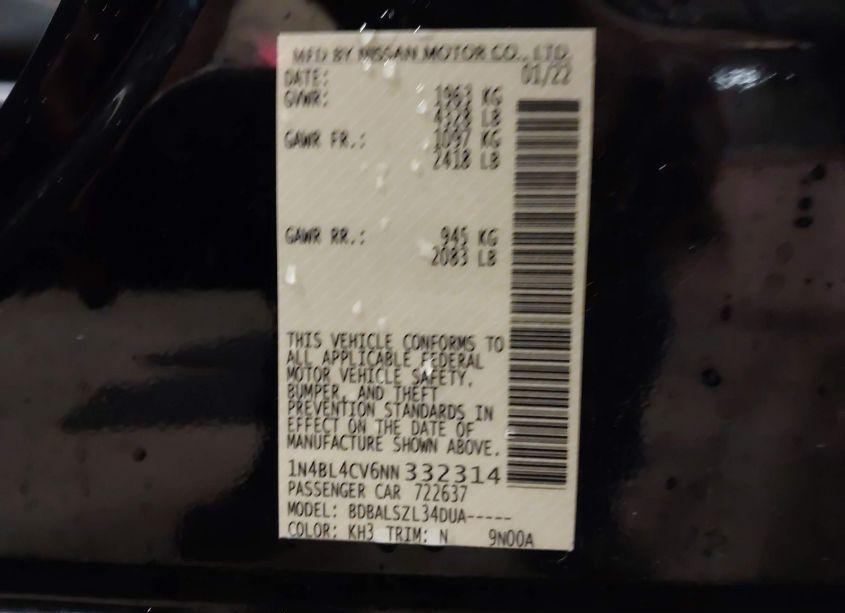 MFD BY NISSAN MOTOR CO., LTD.
DATE: 01/22
GVWR: 1963 KG
4328 LB
GAWR FR.: 1097 KG
2418 LB
GAWR RR.: 945 KG
2083 LB
THIS VEHICLE CONFORMS TO
ALL APPLICABLE FEDERAL
MOTOR VEHICLE SAFETY,
BUMPER, AND THEFT
PREVENTION STANDARDS IN
EFFECT ON THE DATE OF
MANUFACTURE SHOWN ABOVE.
1N4BL4CV6NN332314
PASSENGER CAR 722637
MODEL: BDBALSZL34DUA-----
COLOR: KH3 TRIM: N 9N00A